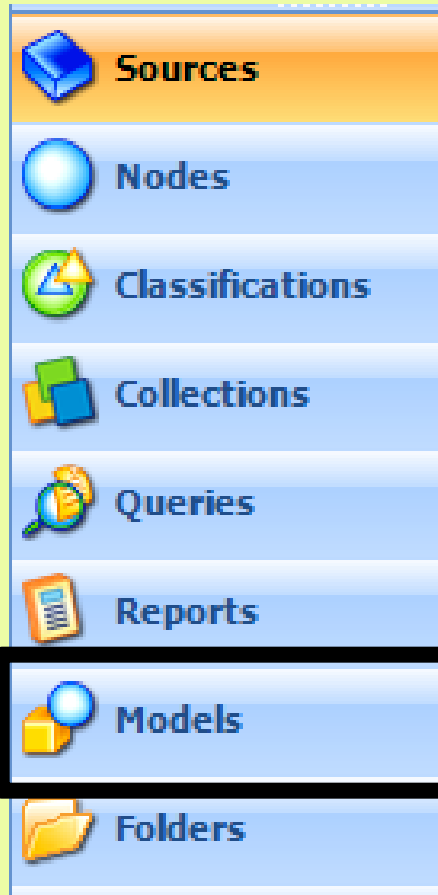 Sources
Nodes
Classifications
Collections
Queries
Reports
Models
Folders